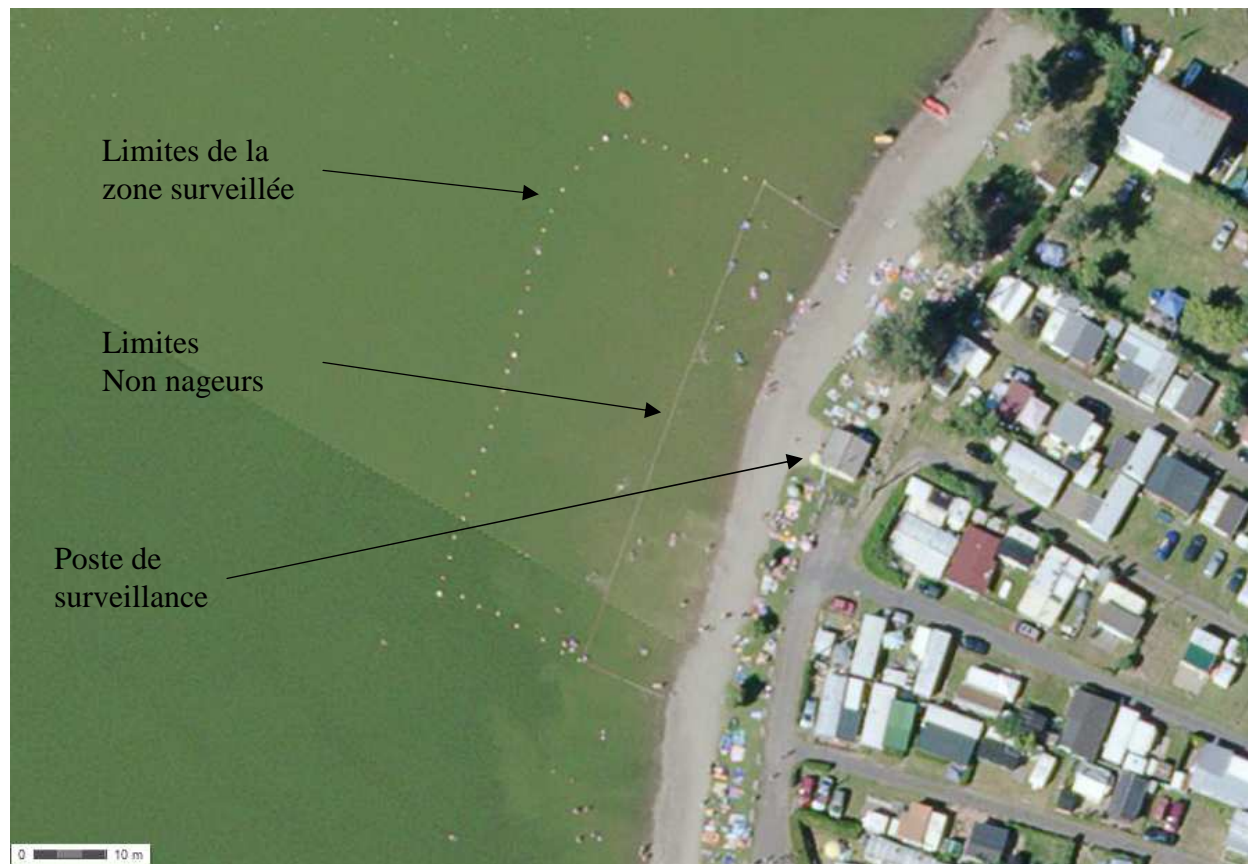 Limites de la
zone surveillée
Limites
Non nageurs
Poste de
surveillance
0 10 m